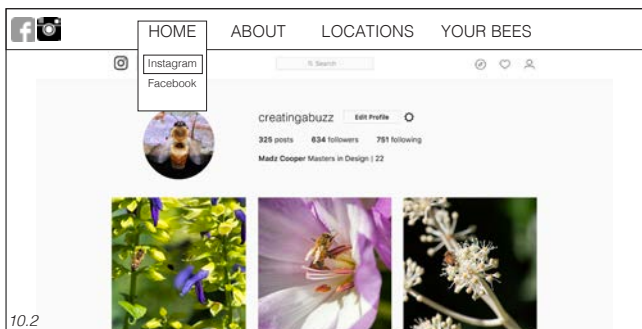 HOME ABOUT LOCATIONS YOUR BEES
Instagram
Search
Facebook
creatingabuzz Edit Profile
325 posts 634 followers 751 following
Madz Cooper Masters in Design | 22
10.2